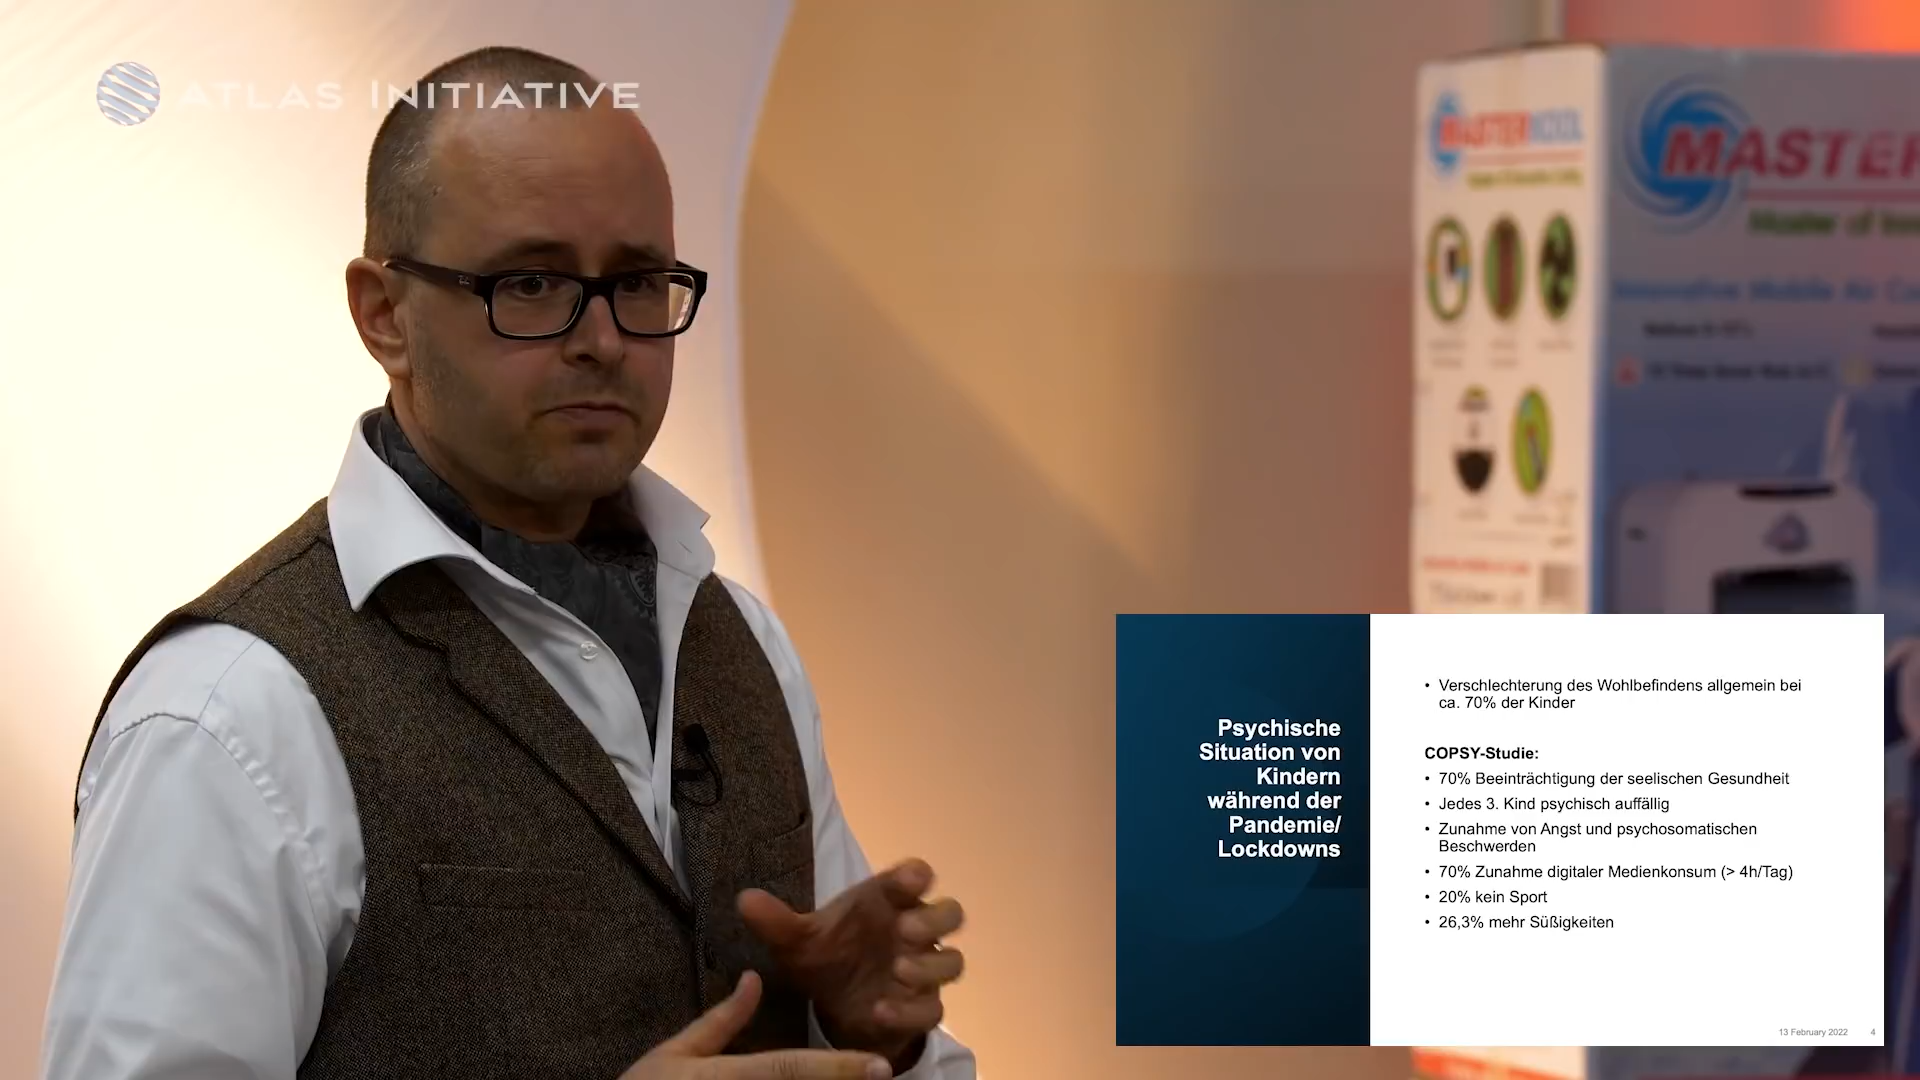 ATLAS INITIATIVE
MASTERKOOL
MASTER
Psychische
Situation von
Kindern
während der
Pandemie/
Lockdowns
• Verschlechterung des Wohlbefindens allgemein bei
ca. 70% der Kinder
COPSY-Studie:
• 70% Beeinträchtigung der seelischen Gesundheit
• Jedes 3. Kind psychisch auffällig
• Zunahme von Angst und psychosomatischen
Beschwerden
• 70% Zunahme digitaler Medienkonsum (> 4h/Tag)
• 20% kein Sport
• 26,3% mehr Süßigkeiten
13 February 2022 4